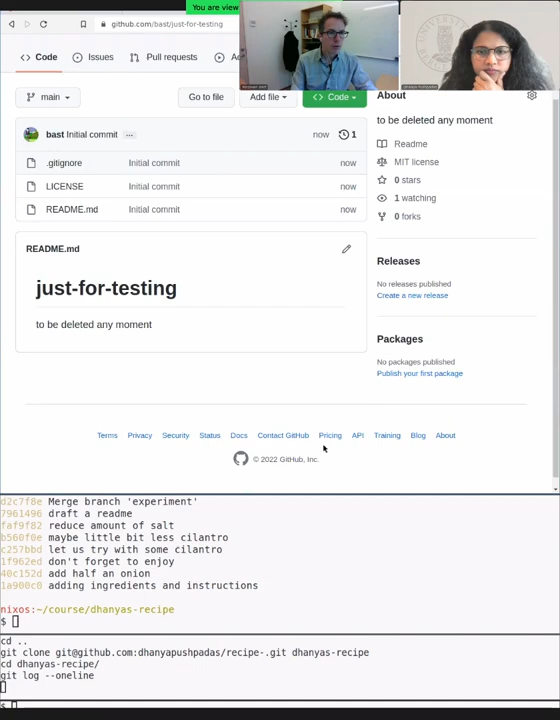 You are view
github.com/bast/just-for-testing
Code Issues Pull requests
main Go to file Add file Code
About
to be deleted any moment
bast Initial commit ... now 1
.gitignore Initial commit now
LICENSE Initial commit now
README.md Initial commit now
Readme
MIT license
0 stars
1 watching
0 forks
README.md
just-for-testing
to be deleted any moment
Releases
No releases published
Create a new release
Packages
No packages published
Publish your first package
Terms Privacy Security Status Docs Contact GitHub Pricing API Training Blog About
© 2022 GitHub, Inc.
d2c7f8e Merge branch 'experiment'
7961496 draft a readme
faf9f82 reduce amount of salt
b560f0e maybe little bit less cilantro
c257bbd let us try with some cilantro
1f962ed don't forget to enjoy
40c152d add half an onion
1a900c0 adding ingredients and instructions
nixos:~/course/dhanyas-recipe
$
cd ..
git clone git@github.com:dhanyapushpadas/recipe-.git dhanyas-recipe
cd dhanyas-recipe/
git log --oneline
$